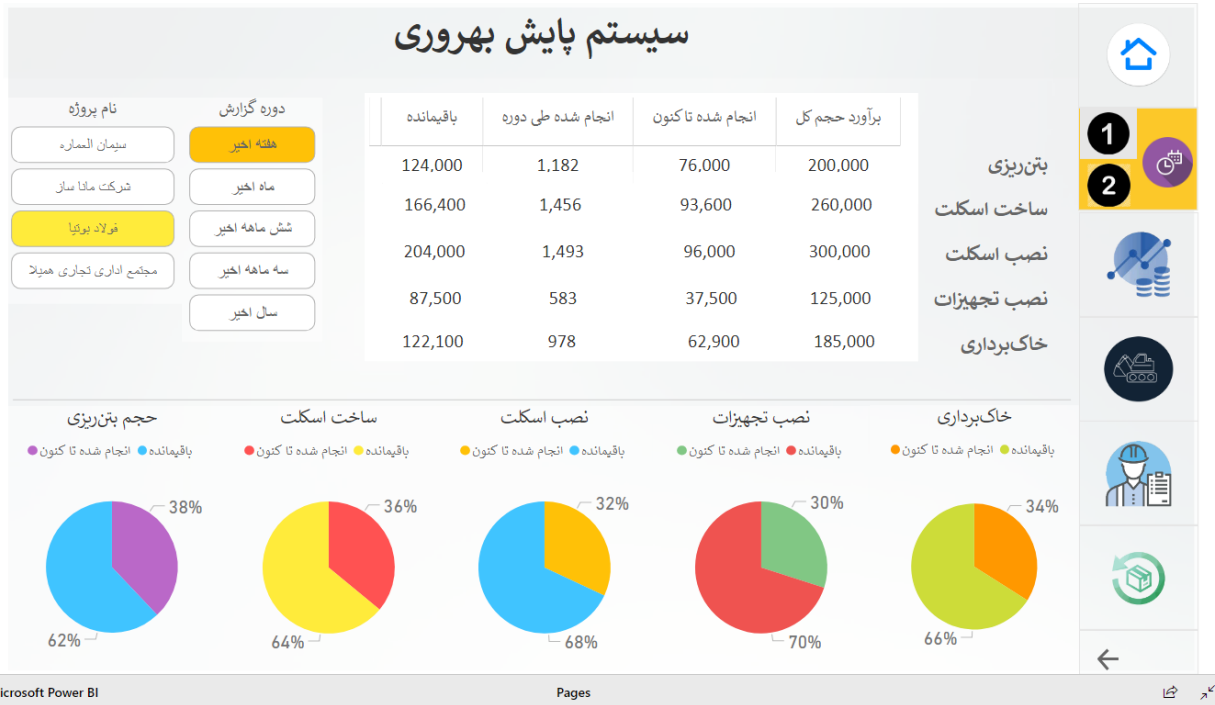 سیستم پایش بهروری
1
2
دوره گزارش
هفته اخیر
ماه اخیر
شش ماهه اخیر
سه ماهه اخیر
سال اخیر
نام پروژه
سیمان العماره
شرکت مانا ساز
فولاد بوتیا
مجتمع اداری تجاری همیلا
برآورد حجم کل انجام شده تا کنون انجام شده طی دوره باقیمانده
بتن‌ریزی 200,000 76,000 1,182 124,000
ساخت اسکلت 260,000 93,600 1,456 166,400
نصب اسکلت 300,000 96,000 1,493 204,000
نصب تجهیزات 125,000 37,500 583 87,500
خاک‌برداری 185,000 62,900 978 122,100
خاک‌برداری
باقیمانده انجام شده تا کنون
34%
66%
نصب تجهیزات
باقیمانده انجام شده تا کنون
30%
70%
نصب اسکلت
باقیمانده انجام شده تا کنون
32%
68%
ساخت اسکلت
باقیمانده انجام شده تا کنون
36%
64%
حجم بتن‌ریزی
باقیمانده انجام شده تا کنون
38%
62%
icrosoft Power BI
Pages